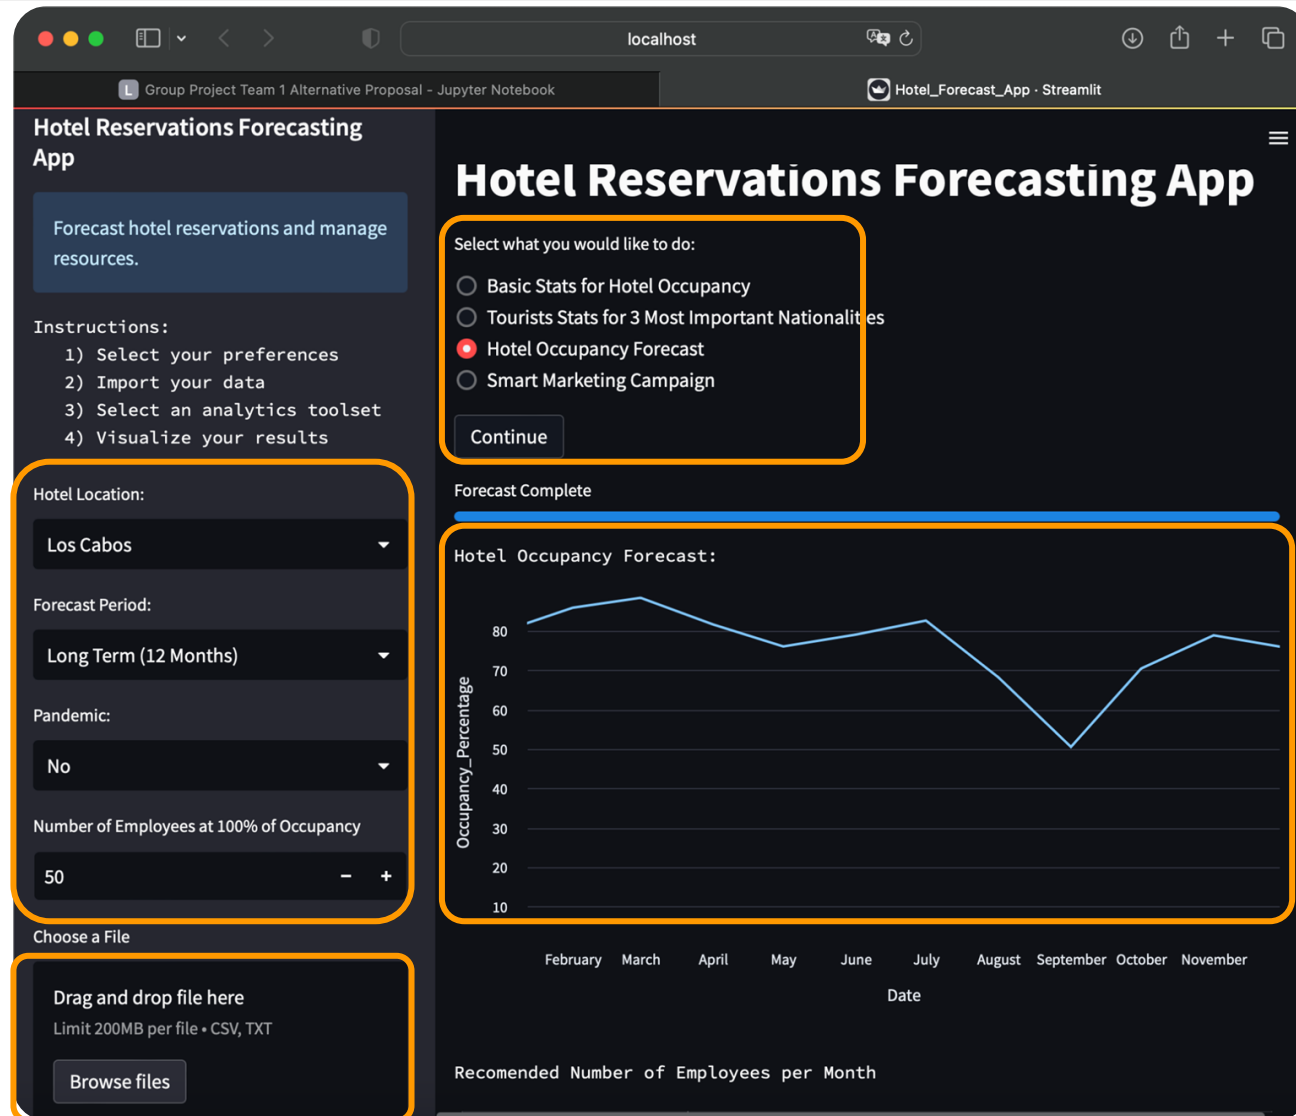 localhost
L Group Project Team 1 Alternative Proposal - Jupyter Notebook
Hotel_Forecast_App · Streamlit
Hotel Reservations Forecasting
App
Forecast hotel reservations and manage
resources.
Instructions:
1) Select your preferences
2) Import your data
3) Select an analytics toolset
4) Visualize your results
Hotel Location:
Los Cabos
Forecast Period:
Long Term (12 Months)
Pandemic:
No
Number of Employees at 100% of Occupancy
50
− +
Choose a File
Drag and drop file here
Limit 200MB per file • CSV, TXT
Browse files
Hotel Reservations Forecasting App
Select what you would like to do:
Basic Stats for Hotel Occupancy
Tourists Stats for 3 Most Important Nationalities
Hotel Occupancy Forecast
Smart Marketing Campaign
Continue
Forecast Complete
Hotel Occupancy Forecast:
Occupancy_Percentage
80
70
60
50
40
30
20
10
February March April May June July August September October November
Date
Recomended Number of Employees per Month